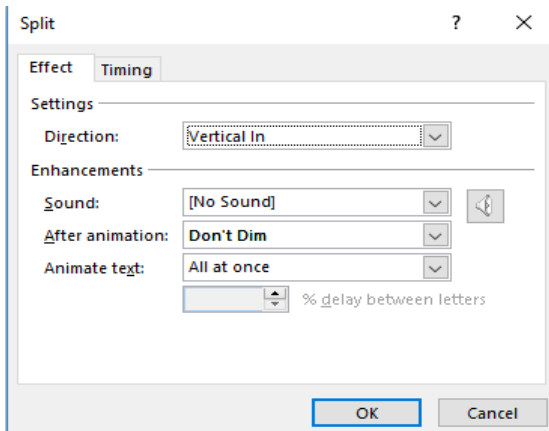 Split ?
Effect Timing
Settings
Direction: Vertical In
Enhancements
Sound: [No Sound]
After animation: Don't Dim
Animate text: All at once
% delay between letters
OK Cancel